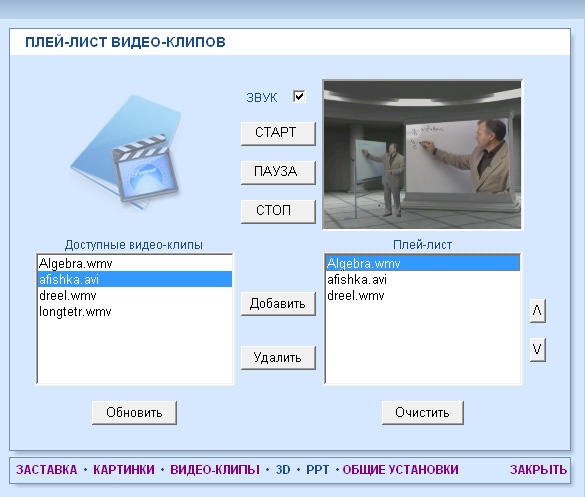 ПЛЕЙ-ЛИСТ ВИДЕО-КЛИПОВ
ЗВУК
СТАРТ
ПАУЗА
СТОП
Доступные видео-клипы
Algebra.wmv
afishka.avi
dreel.wmv
longtetr.wmv
Добавить
Удалить
Плей-лист
Algebra.wmv
afishka.avi
dreel.wmv
Λ
V
Обновить
Очистить
ЗАСТАВКА • КАРТИНКИ • ВИДЕО-КЛИПЫ • 3D • PPT • ОБЩИЕ УСТАНОВКИ ЗАКРЫТЬ